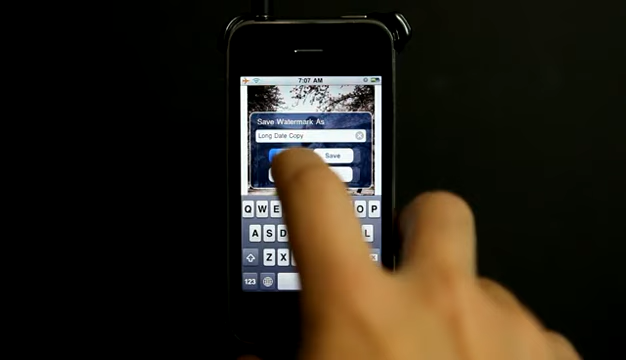 7:07 AM
Save Watermark As
Long Date Copy
Save
Q W E O P
A S D L
Z X
123